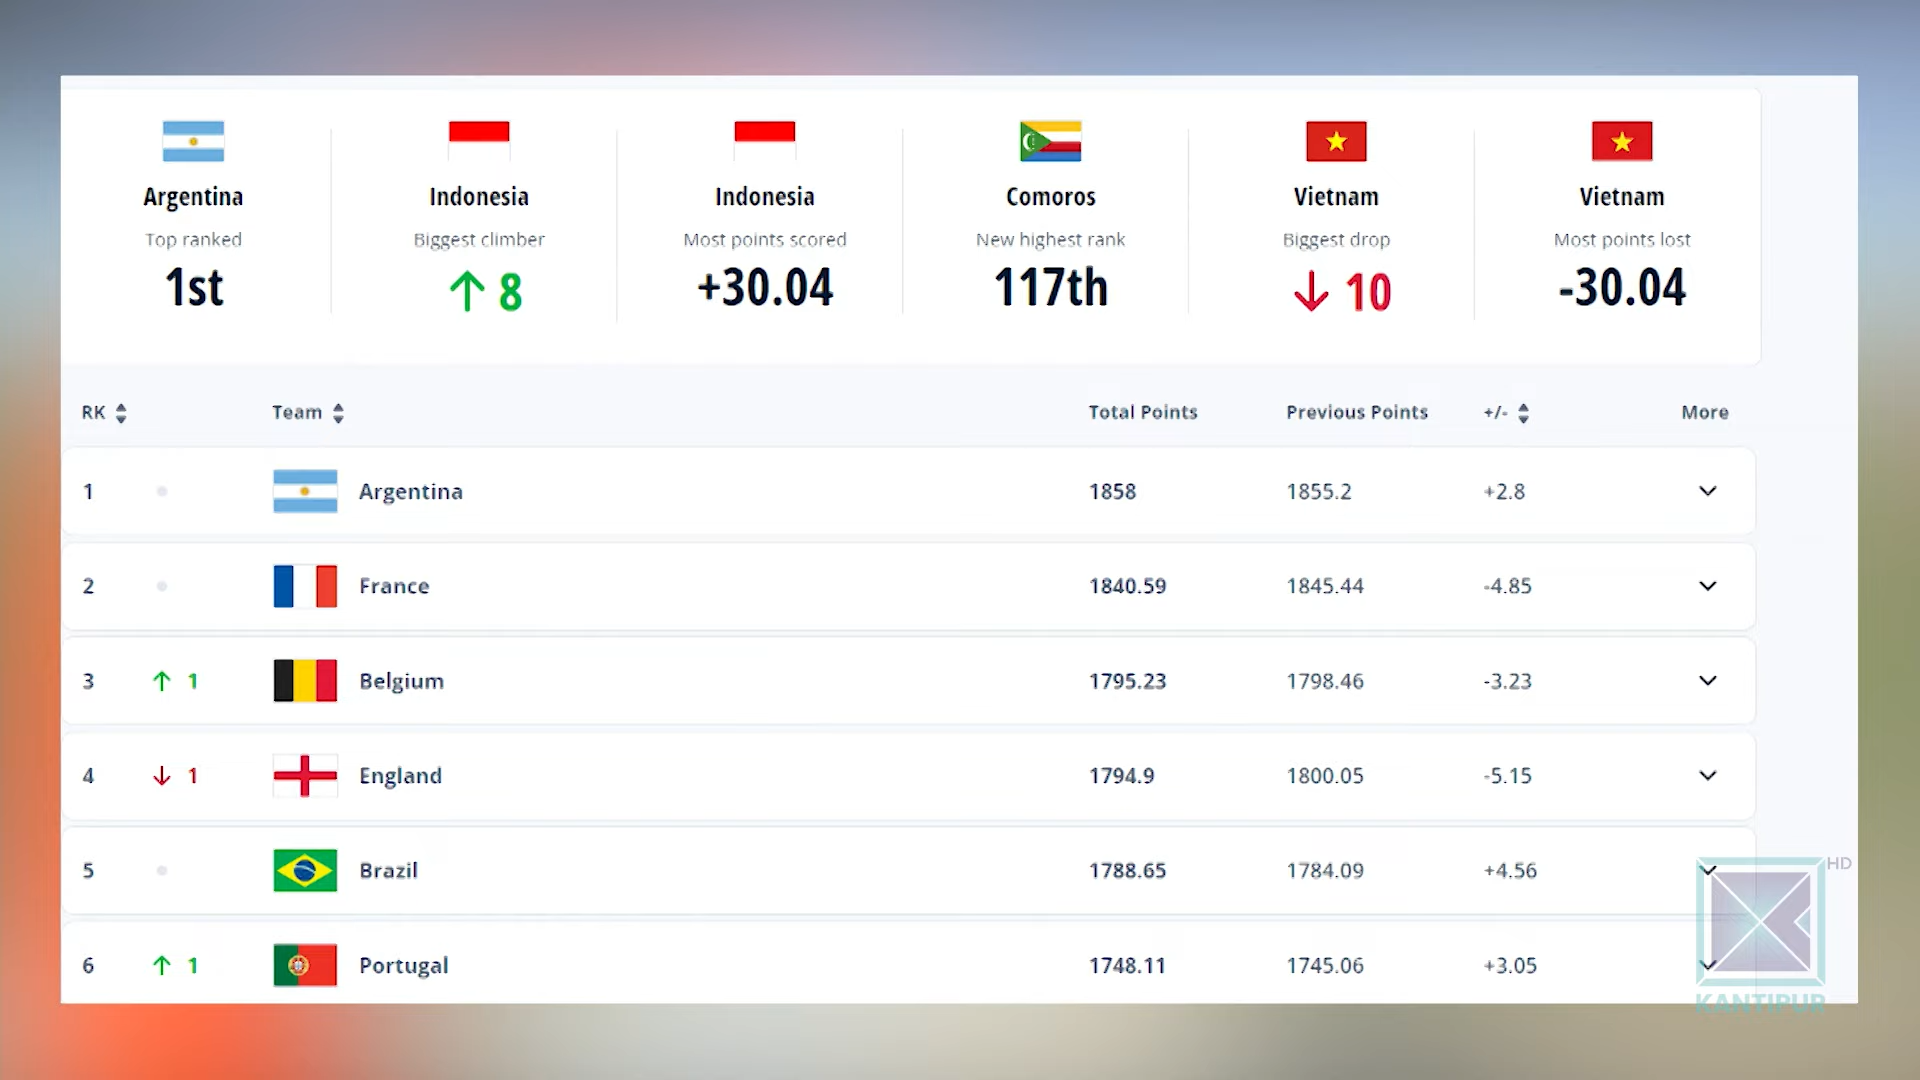 Argentina
Top ranked
1st
Indonesia
Biggest climber
↑ 8
Indonesia
Most points scored
+30.04
Comoros
New highest rank
117th
Vietnam
Biggest drop
↓ 10
Vietnam
Most points lost
-30.04
RK Team Total Points Previous Points +/- More
1 Argentina 1858 1855.2 +2.8
2 France 1840.59 1845.44 -4.85
3 ↑ 1 Belgium 1795.23 1798.46 -3.23
4 ↓ 1 England 1794.9 1800.05 -5.15
5 Brazil 1788.65 1784.09 +4.56
6 ↑ 1 Portugal 1748.11 1745.06 +3.05
HD
KANTIPUR